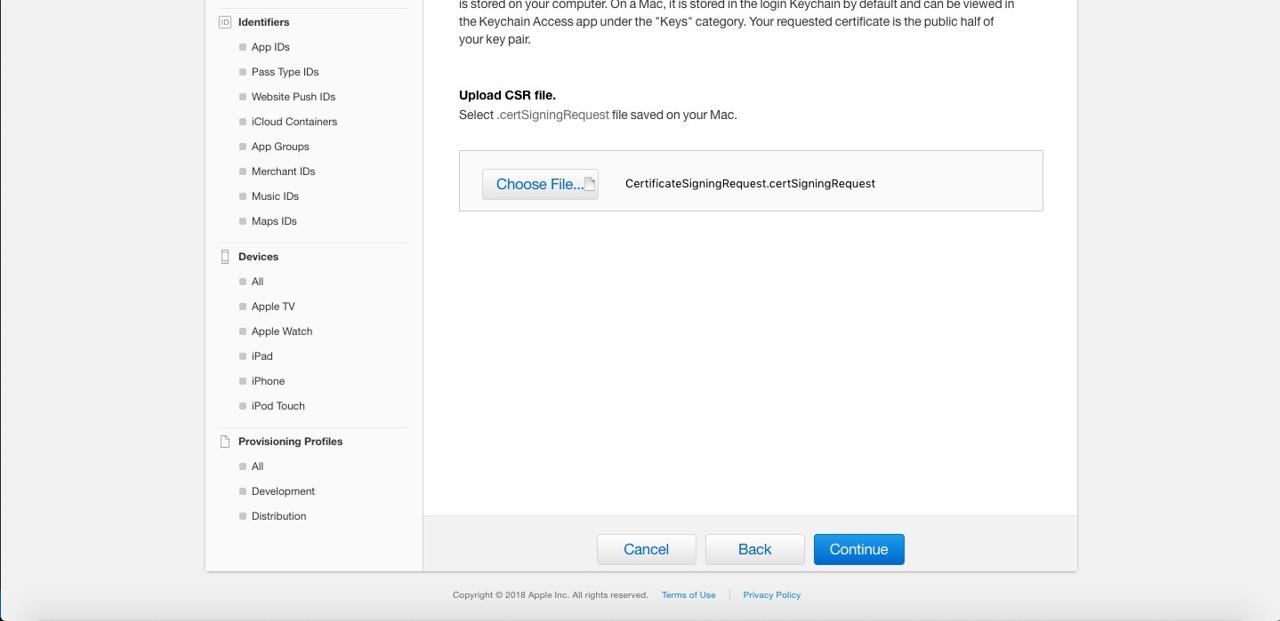 Identifiers
App IDs
Pass Type IDs
Website Push IDs
iCloud Containers
App Groups
Merchant IDs
Music IDs
Maps IDs
Devices
All
Apple TV
Apple Watch
iPad
iPhone
iPod Touch
Provisioning Profiles
All
Development
Distribution
is stored on your computer. On a Mac, it is stored in the login Keychain by default and can be viewed in
the Keychain Access app under the "Keys" category. Your requested certificate is the public half of
your key pair.
Upload CSR file.
Select .certSigningRequest file saved on your Mac.
Choose File... CertificateSigningRequest.certSigningRequest
Cancel Back Continue
Copyright © 2018 Apple Inc. All rights reserved. Terms of Use Privacy Policy